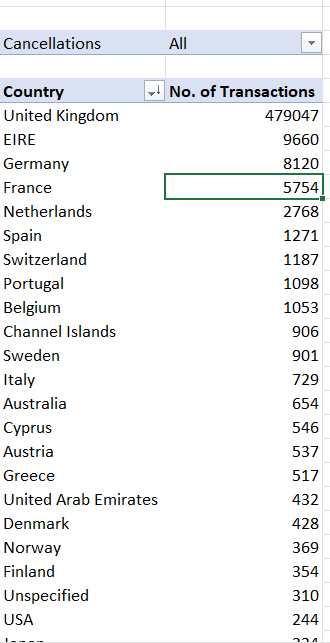 Cancellations All
Country No. of Transactions
United Kingdom 479047
EIRE 9660
Germany 8120
France 5754
Netherlands 2768
Spain 1271
Switzerland 1187
Portugal 1098
Belgium 1053
Channel Islands 906
Sweden 901
Italy 729
Australia 654
Cyprus 546
Austria 537
Greece 517
United Arab Emirates 432
Denmark 428
Norway 369
Finland 354
Unspecified 310
USA 244